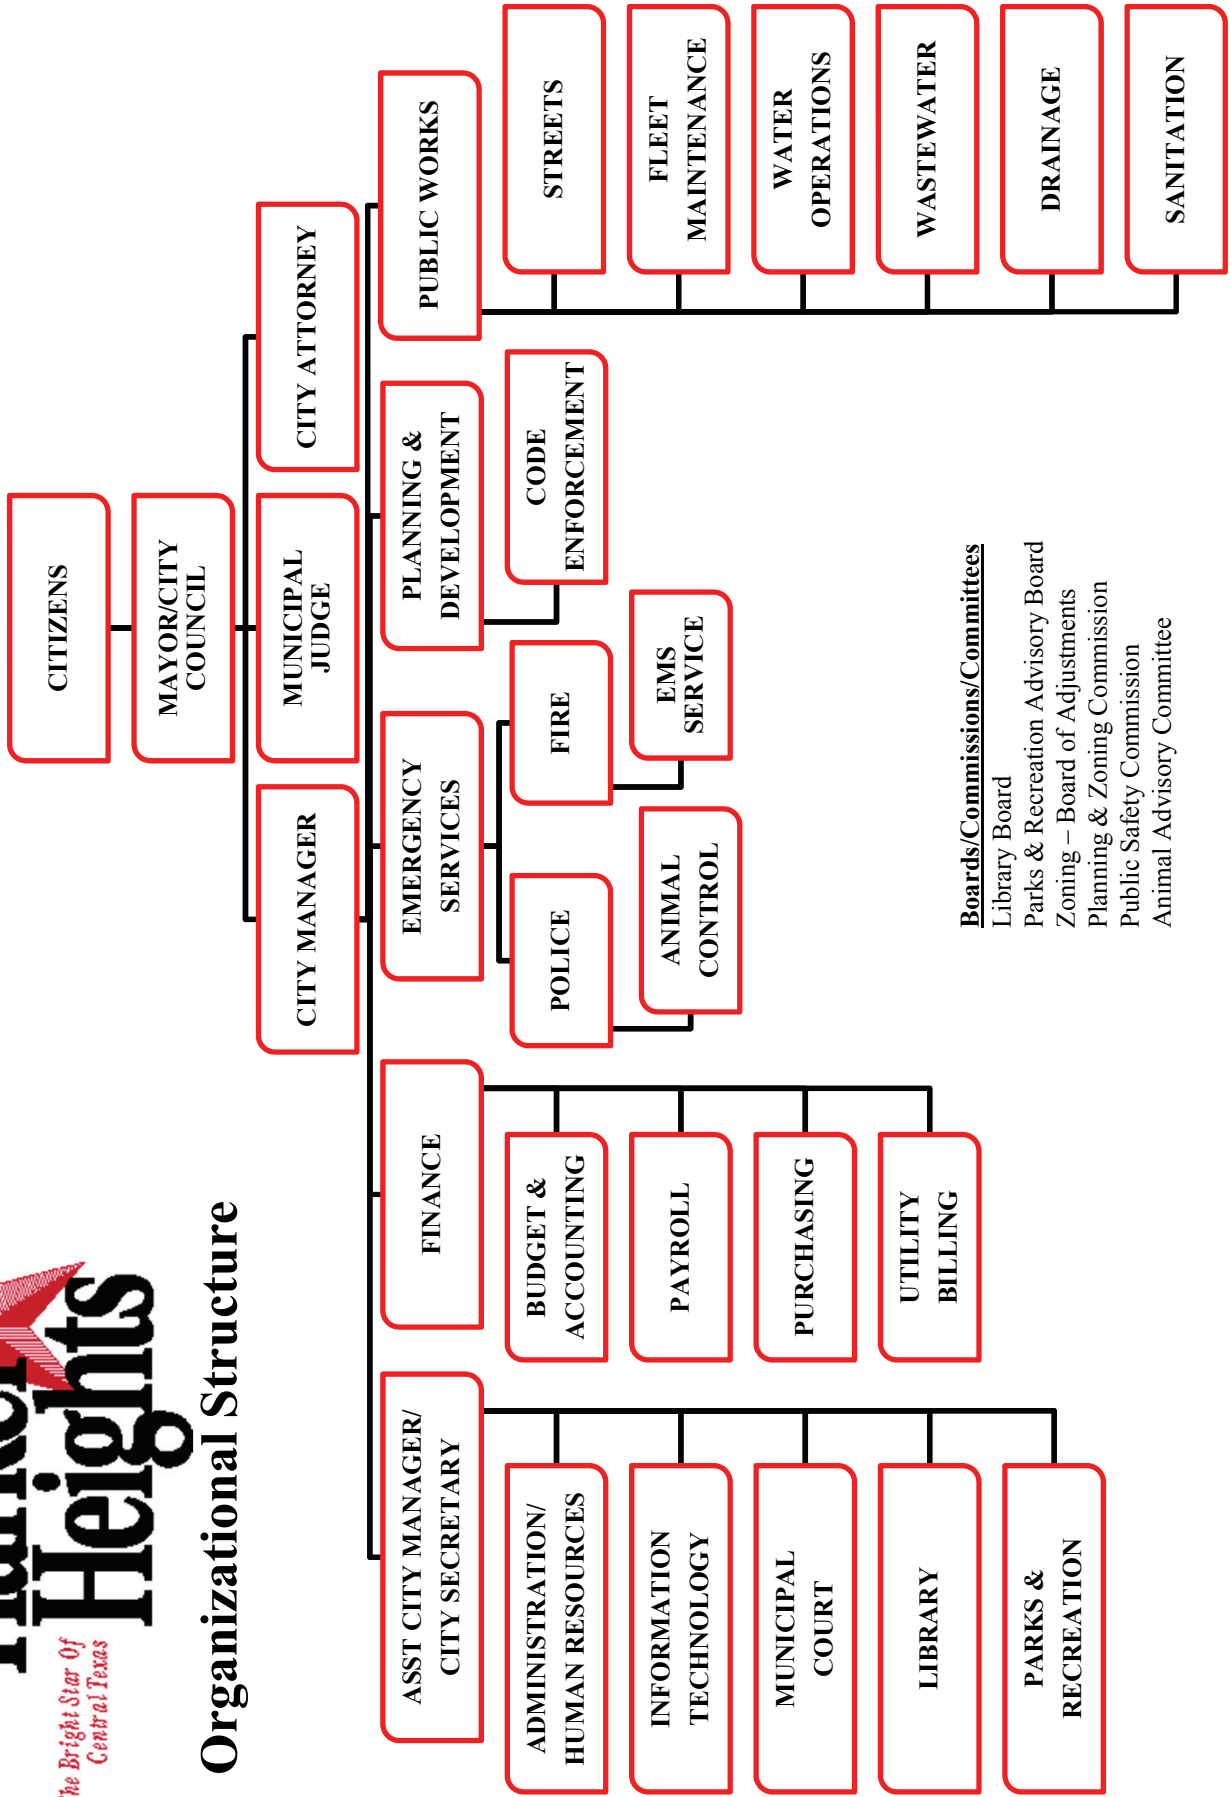 The Bright Star Of
Central Texas
Heights
Organizational Structure
CITIZENS
MAYOR/CITY
COUNCIL
CITY MANAGER
MUNICIPAL
JUDGE
CITY ATTORNEY
ASST CITY MANAGER/
CITY SECRETARY
FINANCE
EMERGENCY
SERVICES
PLANNING &
DEVELOPMENT
PUBLIC WORKS
ADMINISTRATION/
HUMAN RESOURCES
INFORMATION
TECHNOLOGY
MUNICIPAL
COURT
LIBRARY
PARKS &
RECREATION
BUDGET &
ACCOUNTING
PAYROLL
PURCHASING
UTILITY
BILLING
POLICE
ANIMAL
CONTROL
FIRE
EMS
SERVICE
CODE
ENFORCEMENT
STREETS
FLEET
MAINTENANCE
WATER
OPERATIONS
WASTEWATER
DRAINAGE
SANITATION
Boards/Commissions/Committees
Library Board
Parks & Recreation Advisory Board
Zoning – Board of Adjustments
Planning & Zoning Commission
Public Safety Commission
Animal Advisory Committee